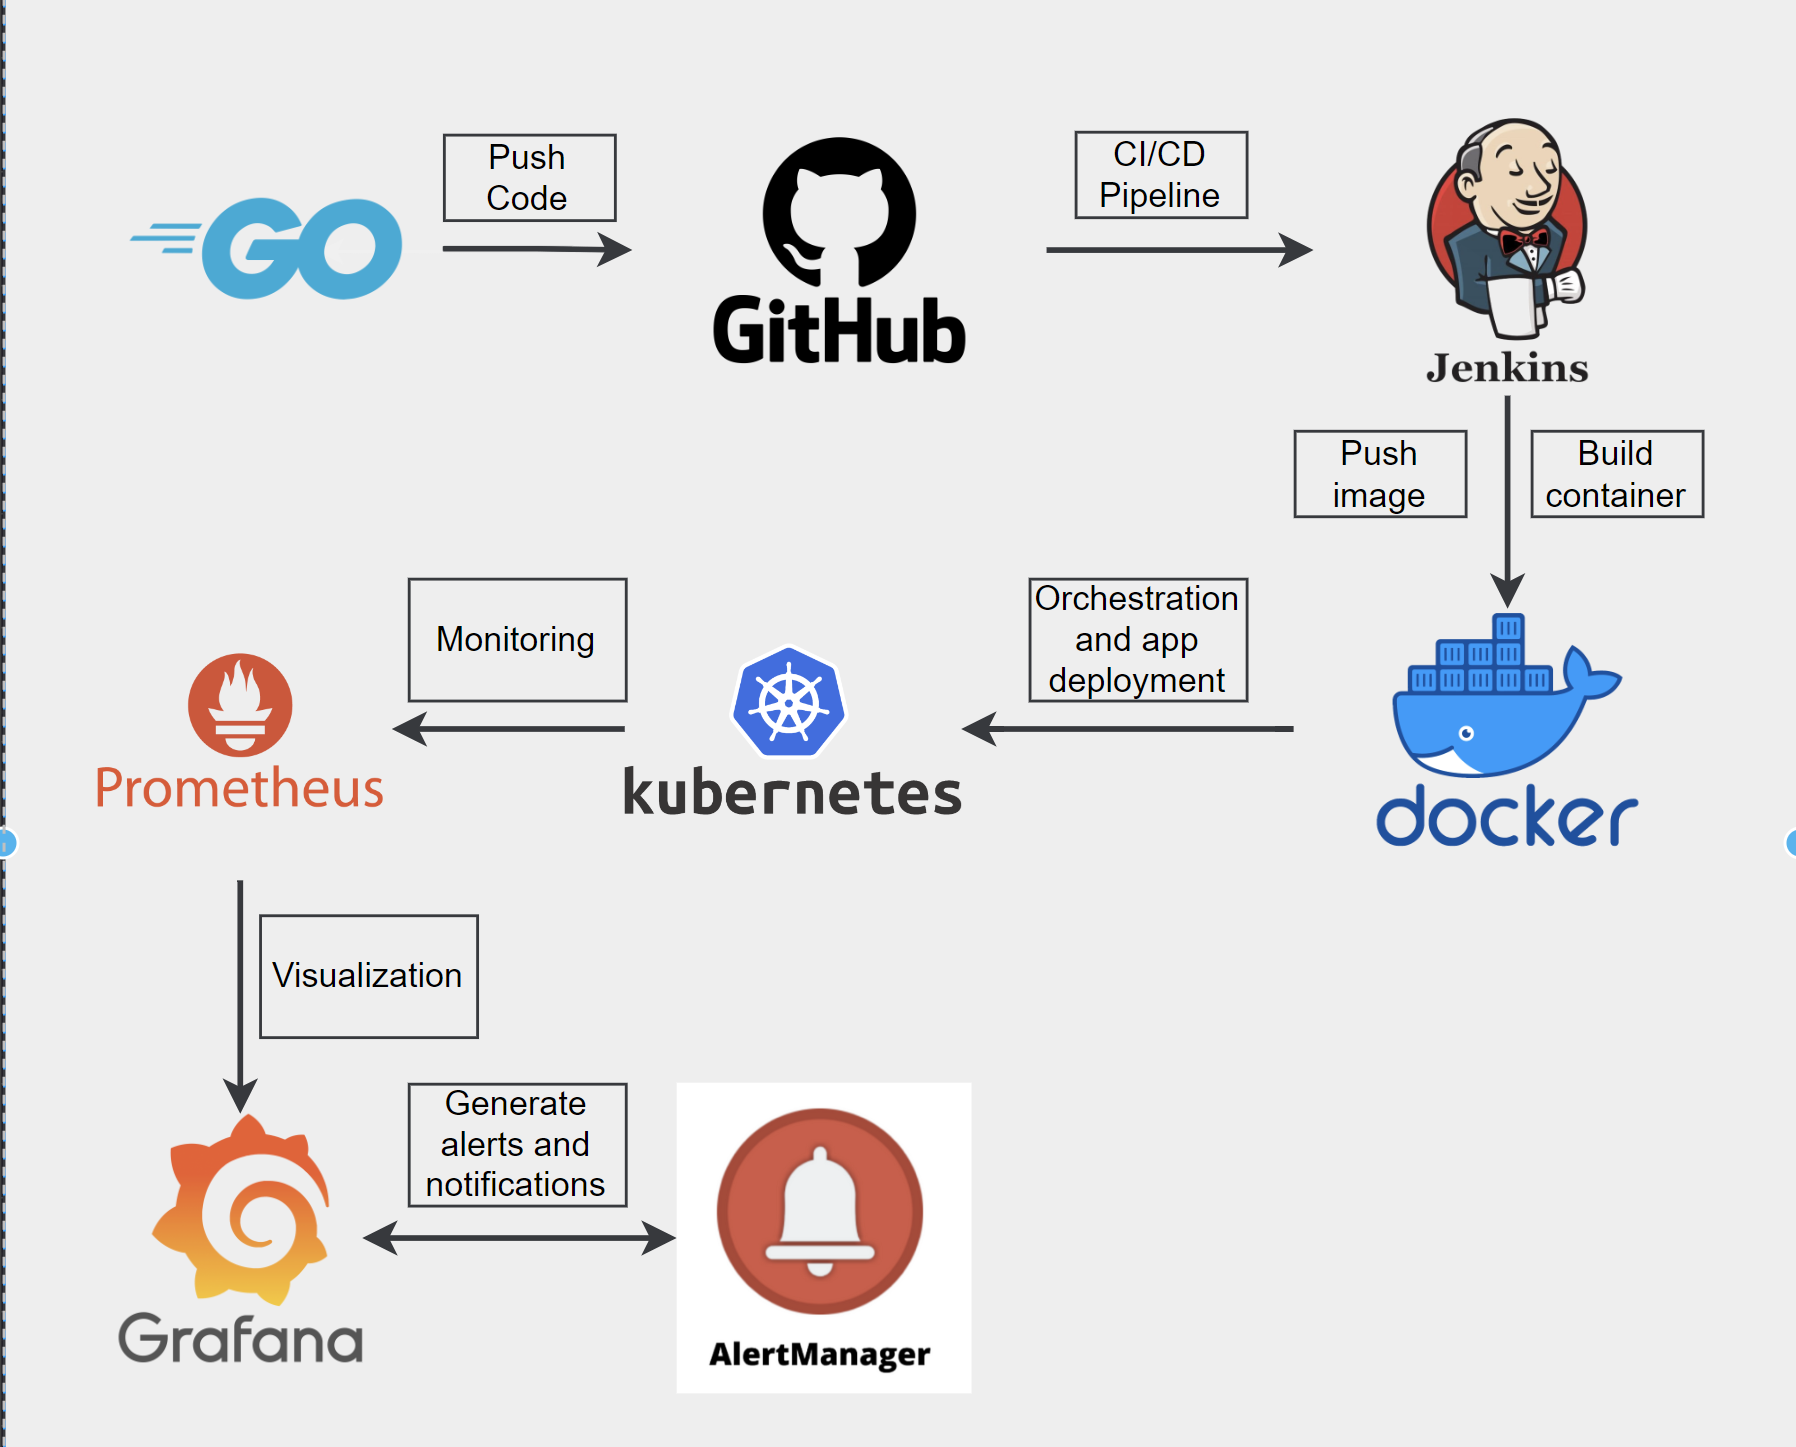 Push
Code
CI/CD
Pipeline
GO
GitHub
Jenkins
Push
image
Build
container
Monitoring
Orchestration
and app
deployment
Prometheus
kubernetes
docker
Visualization
Generate
alerts and
notifications
Grafana
AlertManager